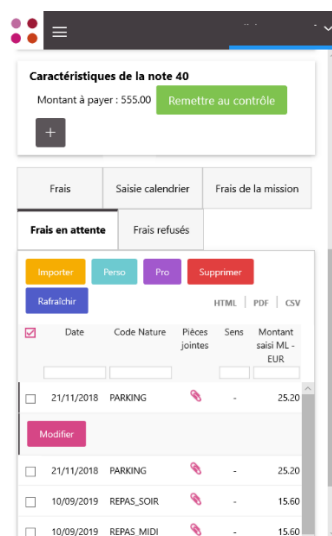 Caractéristiques de la note 40
Montant à payer : 555.00 Remettre au contrôle
+
Frais Saisie calendrier Frais de la mission
Frais en attente Frais refusés
Importer Perso Pro Supprimer
Rafraîchir HTML | PDF | CSV
Date Code Nature Pièces jointes Sens Montant saisi ML - EUR
21/11/2018 PARKING - 25.20
Modifier
21/11/2018 PARKING - 25.20
10/09/2019 REPAS_SOIR - 15.60
10/09/2019 REPAS_MIDI - 15.60